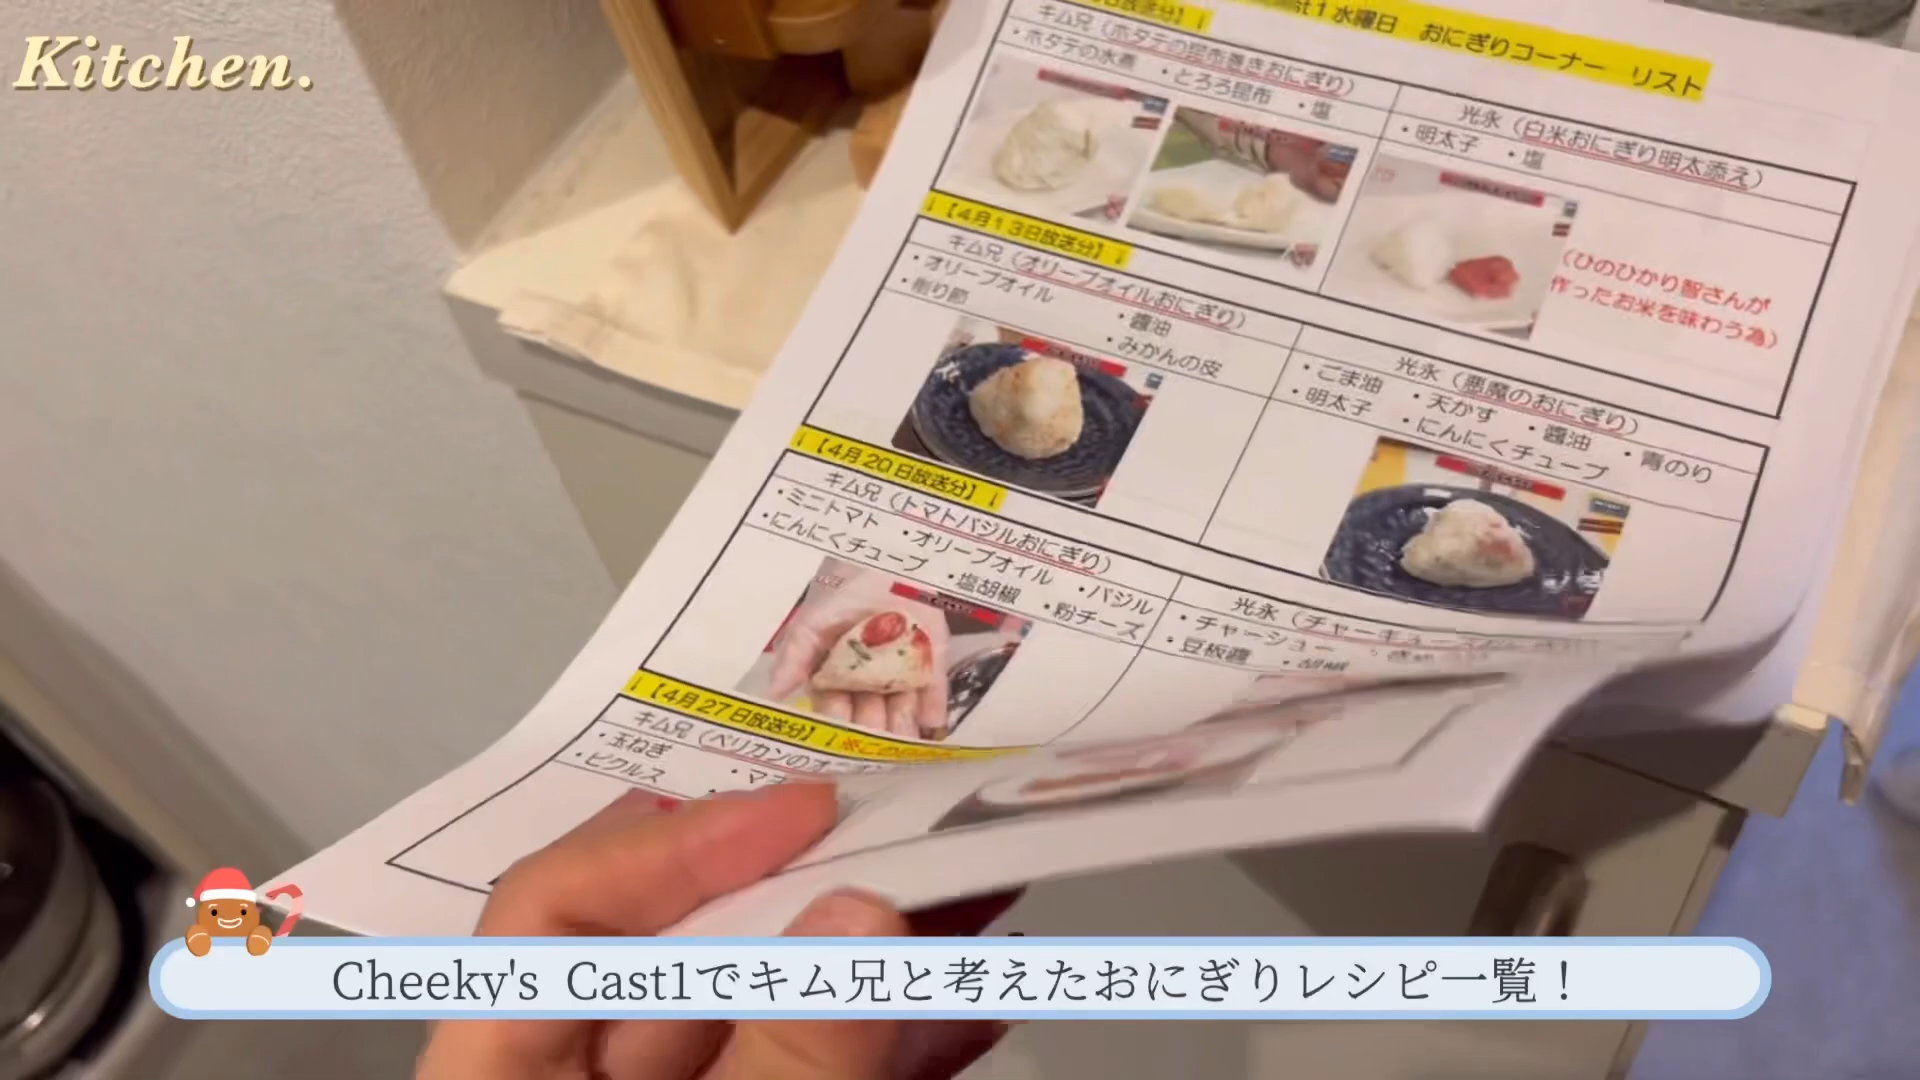 Kitchen.
水曜日 おにぎりコーナー リスト
キム兄（ホタテの昆布巻きおにぎり）
・ホタテの水煮 ・とろろ昆布 ・塩
光永（白米おにぎり明太添え）
・明太子 ・塩
（ひのひかり智さんが
作ったお米を味わう為）
↓【4月13日放送分】↓
キム兄（オリーブオイルおにぎり）
・オリーブオイル ・醤油
・削り節 ・みかんの皮
光永（悪魔のおにぎり）
・ごま油 ・天かす ・醤油 ・青のり
・明太子 ・にんにくチューブ
↓【4月20日放送分】↓
キム兄（トマトバジルおにぎり）
・ミニトマト ・オリーブオイル ・バジル
・にんにくチューブ ・塩胡椒 ・粉チーズ
光永
・チャーシュー
・豆板醤 ・胡椒
↓【4月27日放送分】↓
キム兄（ペリカンのオニオン
・玉ねぎ ・マヨ
・ピクルス
Cheeky's Cast1でキム兄と考えたおにぎりレシピ一覧！